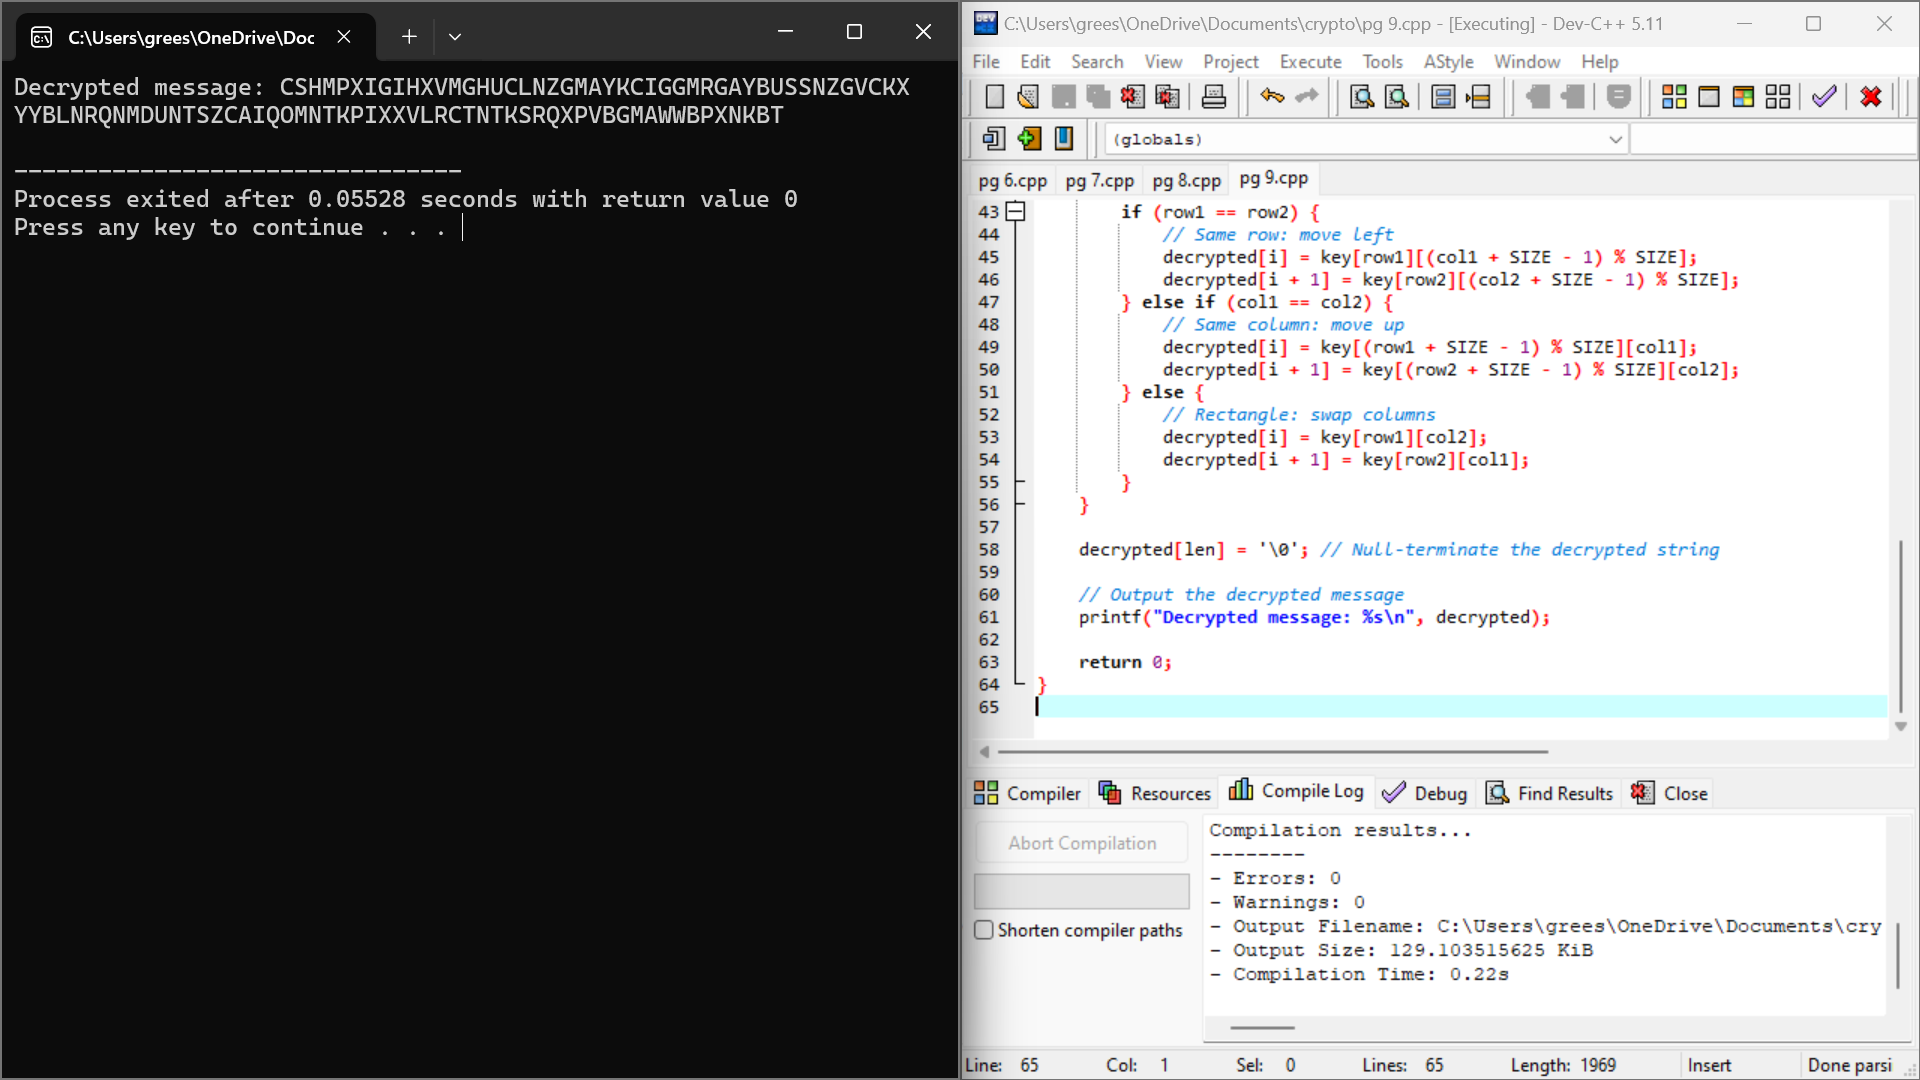 C:\Users\grees\OneDrive\Doc
Decrypted message: CSHMPXIGIHXVMGHUCLNZGMAYKCIGGMRGAYBUSSNZGVCKX
YYBLNRQNMDUNTSZCAIQOMNTKPIXXVLRCTNTKSRQXPVBGMAWWBPXNKBT
--------------------------------
Process exited after 0.05528 seconds with return value 0
Press any key to continue . . .
C:\Users\grees\OneDrive\Documents\crypto\pg 9.cpp - [Executing] - Dev-C++ 5.11
File Edit Search View Project Execute Tools AStyle Window Help
(globals)
pg 6.cpp pg 7.cpp pg 8.cpp pg 9.cpp
43 if (row1 == row2) {
44 // Same row: move left
45 decrypted[i] = key[row1][(col1 + SIZE - 1) % SIZE];
46 decrypted[i + 1] = key[row2][(col2 + SIZE - 1) % SIZE];
47 } else if (col1 == col2) {
48 // Same column: move up
49 decrypted[i] = key[(row1 + SIZE - 1) % SIZE][col1];
50 decrypted[i + 1] = key[(row2 + SIZE - 1) % SIZE][col2];
51 } else {
52 // Rectangle: swap columns
53 decrypted[i] = key[row1][col2];
54 decrypted[i + 1] = key[row2][col1];
55 }
56 }
57
58 decrypted[len] = '\0'; // Null-terminate the decrypted string
59
60 // Output the decrypted message
61 printf("Decrypted message: %s\n", decrypted);
62
63 return 0;
64 }
65
Compiler Resources Compile Log Debug Find Results Close
Abort Compilation
Shorten compiler paths
Compilation results...
--------
- Errors: 0
- Warnings: 0
- Output Filename: C:\Users\grees\OneDrive\Documents\cry
- Output Size: 129.103515625 KiB
- Compilation Time: 0.22s
Line: 65 Col: 1 Sel: 0 Lines: 65 Length: 1969 Insert Done parsi